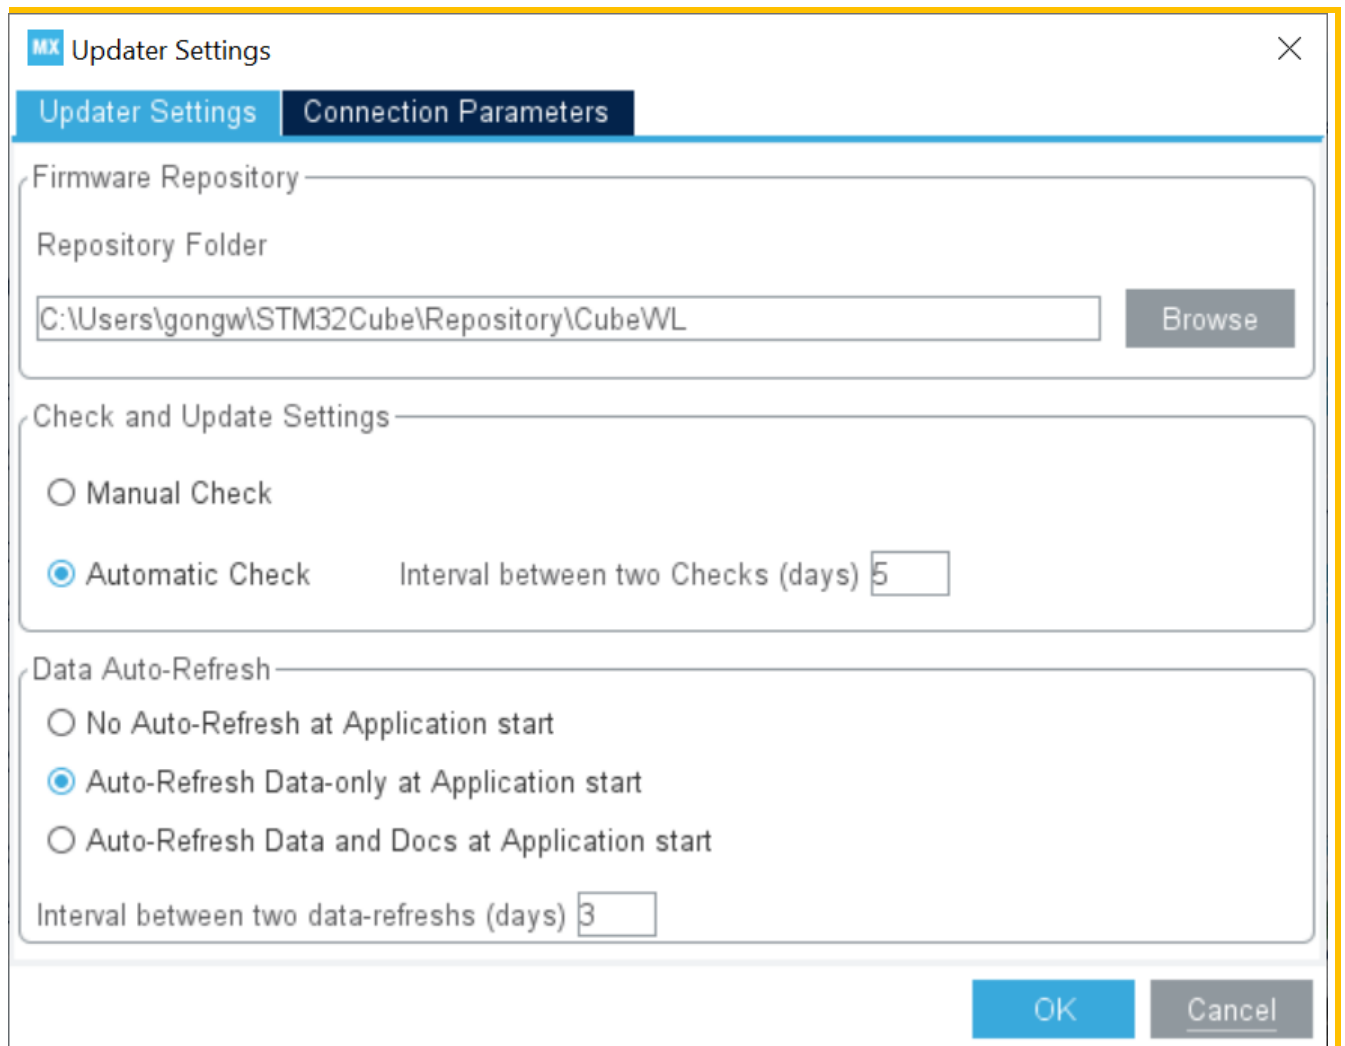 MX Updater Settings
Updater Settings Connection Parameters
Firmware Repository
Repository Folder
C:\Users\gongw\STM32Cube\Repository\CubeWL Browse
Check and Update Settings
Manual Check
Automatic Check Interval between two Checks (days) 5
Data Auto-Refresh
No Auto-Refresh at Application start
Auto-Refresh Data-only at Application start
Auto-Refresh Data and Docs at Application start
Interval between two data-refreshs (days) 3
OK Cancel